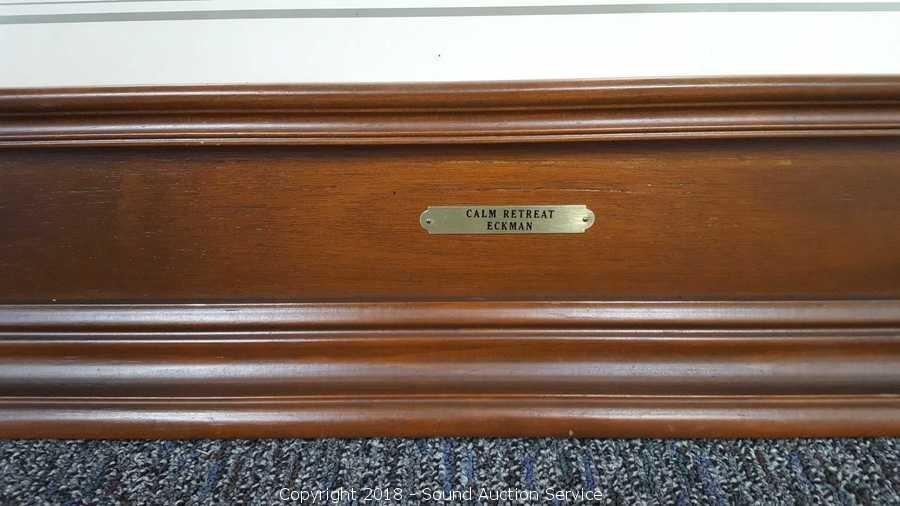 CALM RETREAT
ECKMAN
Copyright 2018 - Sound Auction Service